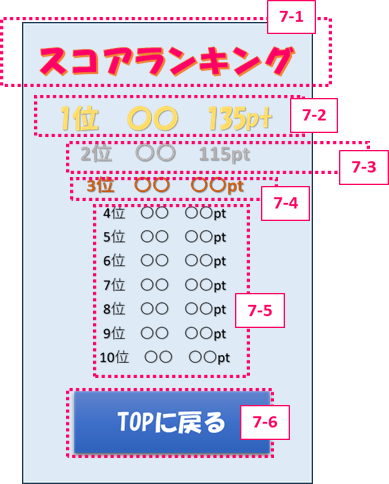 7-1
スコアランキング
1位 〇〇 135pt
7-2
2位 〇〇 115pt
7-3
3位 〇〇 〇〇pt
7-4
4位 〇〇 〇〇pt
5位 〇〇 〇〇pt
6位 〇〇 〇〇pt
7位 〇〇 〇〇pt
8位 〇〇 〇〇pt
7-5
9位 〇〇 〇〇pt
10位 〇〇 〇〇pt
TOPに戻る
7-6